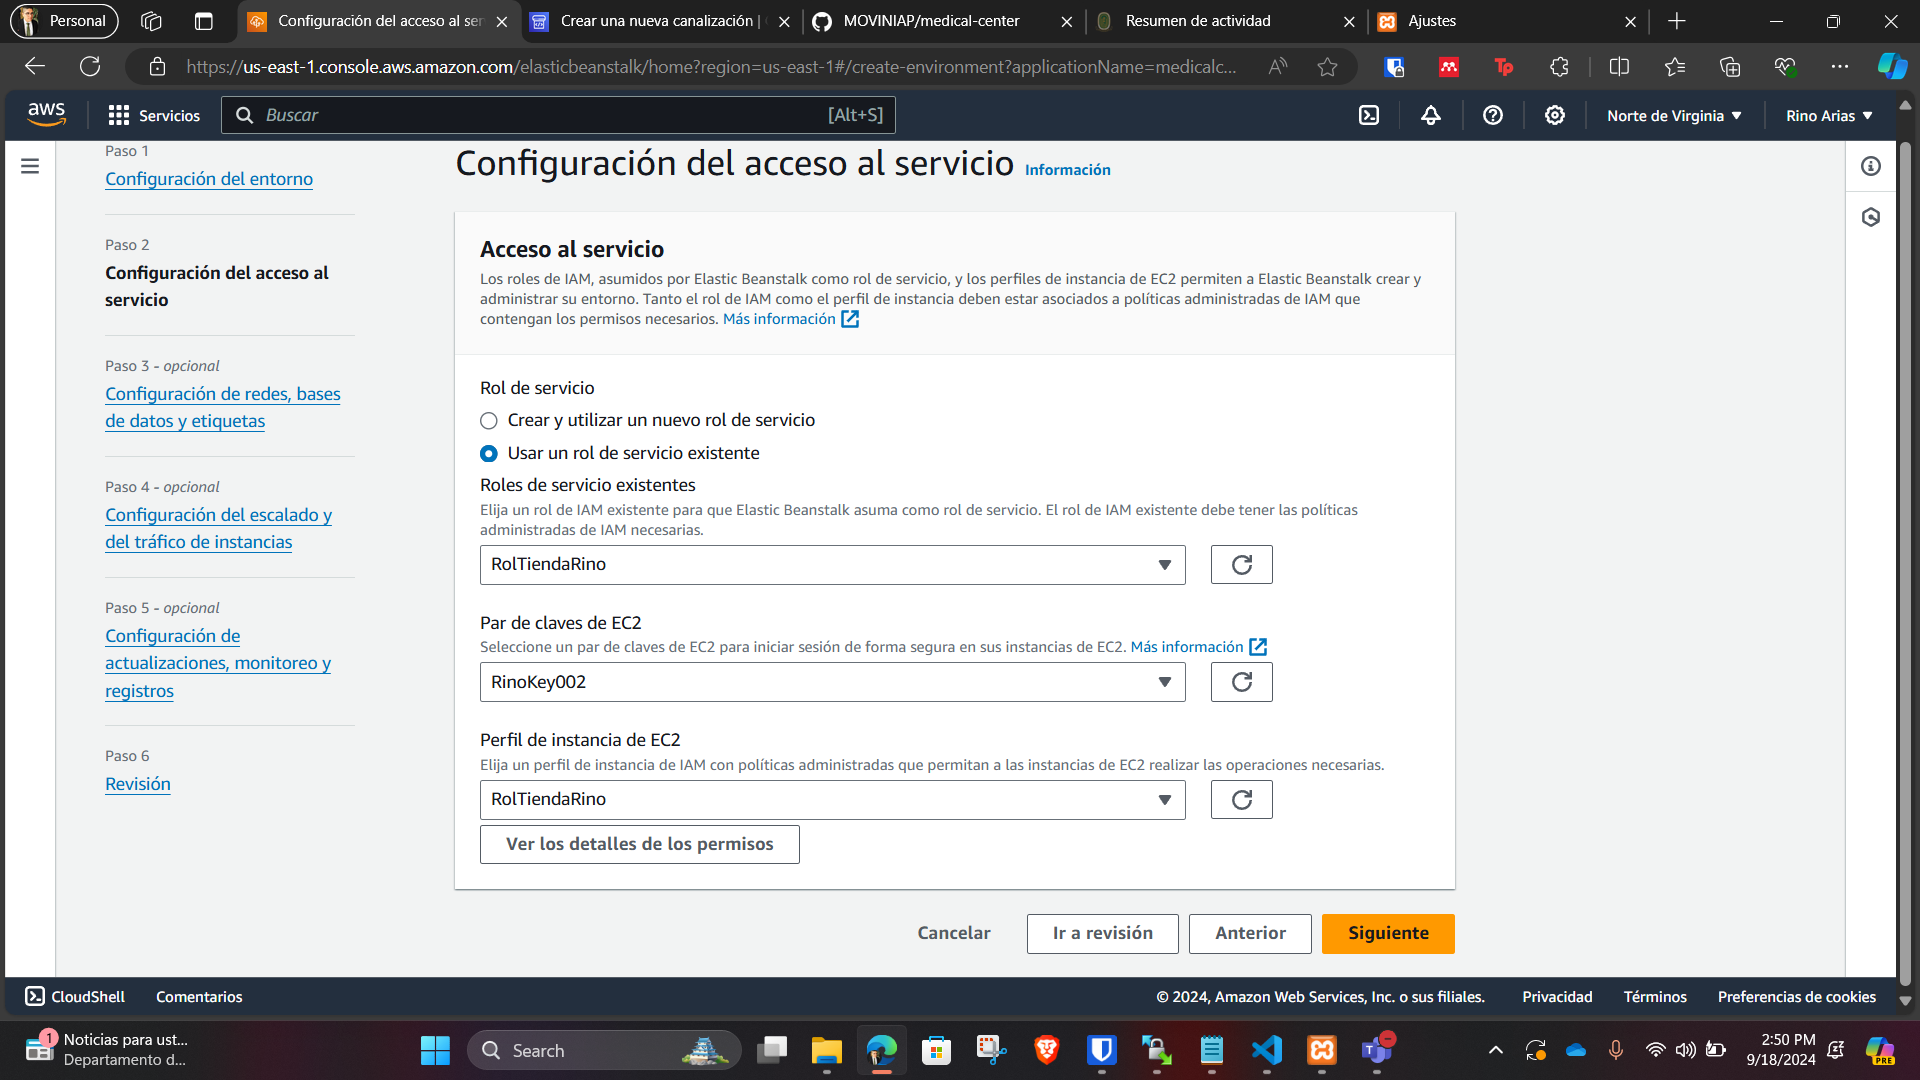 Personal
Configuración del acceso al ser
Crear una nueva canalización |
MOVINIAP/medical-center
Resumen de actividad
Ajustes
https://us-east-1.console.aws.amazon.com/elasticbeanstalk/home?region=us-east-1#/create-environment?applicationName=medicalc...
aws
Servicios
Buscar
[Alt+S]
Norte de Virginia
Rino Arias
Paso 1
Configuración del entorno
Paso 2
Configuración del acceso al
servicio
Paso 3 - opcional
Configuración de redes, bases
de datos y etiquetas
Paso 4 - opcional
Configuración del escalado y
del tráfico de instancias
Paso 5 - opcional
Configuración de
actualizaciones, monitoreo y
registros
Paso 6
Revisión
Configuración del acceso al servicio Información
Acceso al servicio
Los roles de IAM, asumidos por Elastic Beanstalk como rol de servicio, y los perfiles de instancia de EC2 permiten a Elastic Beanstalk crear y
administrar su entorno. Tanto el rol de IAM como el perfil de instancia deben estar asociados a políticas administradas de IAM que
contengan los permisos necesarios. Más información
Rol de servicio
Crear y utilizar un nuevo rol de servicio
Usar un rol de servicio existente
Roles de servicio existentes
Elija un rol de IAM existente para que Elastic Beanstalk asuma como rol de servicio. El rol de IAM existente debe tener las políticas
administradas de IAM necesarias.
RolTiendaRino
Par de claves de EC2
Seleccione un par de claves de EC2 para iniciar sesión de forma segura en sus instancias de EC2. Más información
RinoKey002
Perfil de instancia de EC2
Elija un perfil de instancia de IAM con políticas administradas que permitan a las instancias de EC2 realizar las operaciones necesarias.
RolTiendaRino
Ver los detalles de los permisos
Cancelar
Ir a revisión
Anterior
Siguiente
CloudShell
Comentarios
© 2024, Amazon Web Services, Inc. o sus filiales.
Privacidad
Términos
Preferencias de cookies
1
Noticias para ust...
Departamento d...
Search
2:50 PM
9/18/2024
PRE